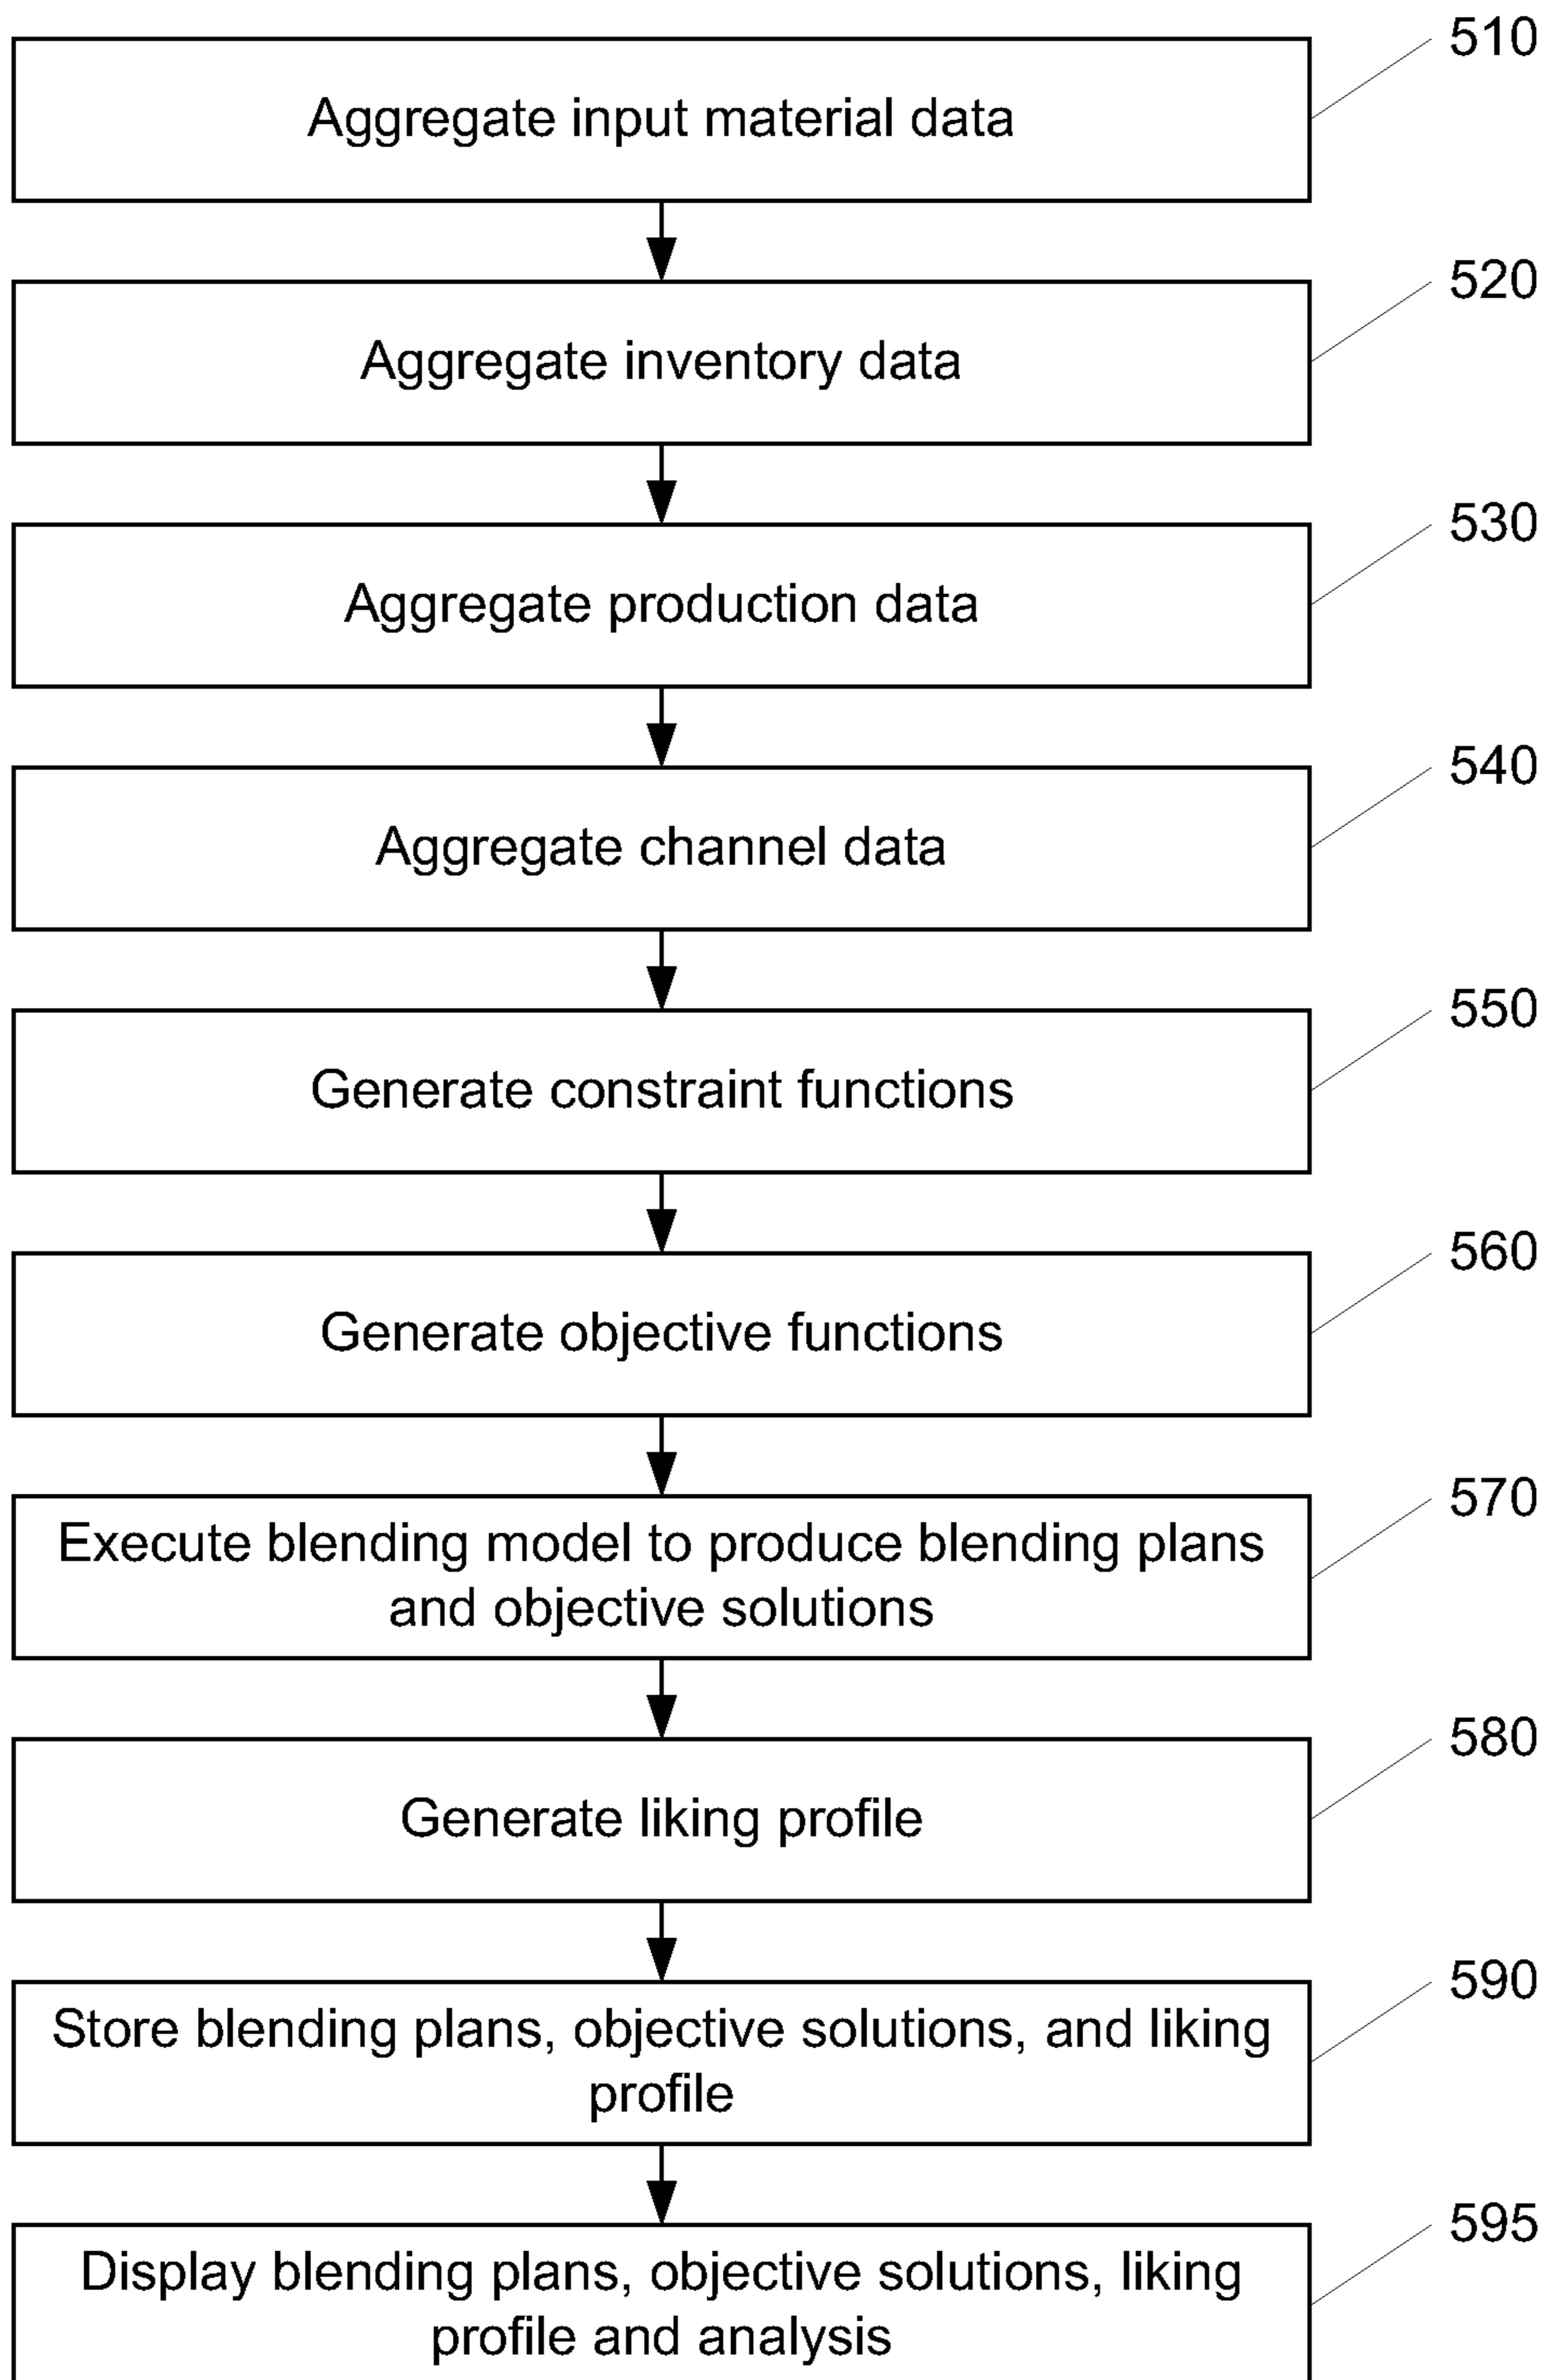 510
Aggregate input material data
520
Aggregate inventory data
530
Aggregate production data
540
Aggregate channel data
550
Generate constraint functions
560
Generate objective functions
570
Execute blending model to produce blending plans
and objective solutions
580
Generate liking profile
590
Store blending plans, objective solutions, and liking
profile
595
Display blending plans, objective solutions, liking
profile and analysis